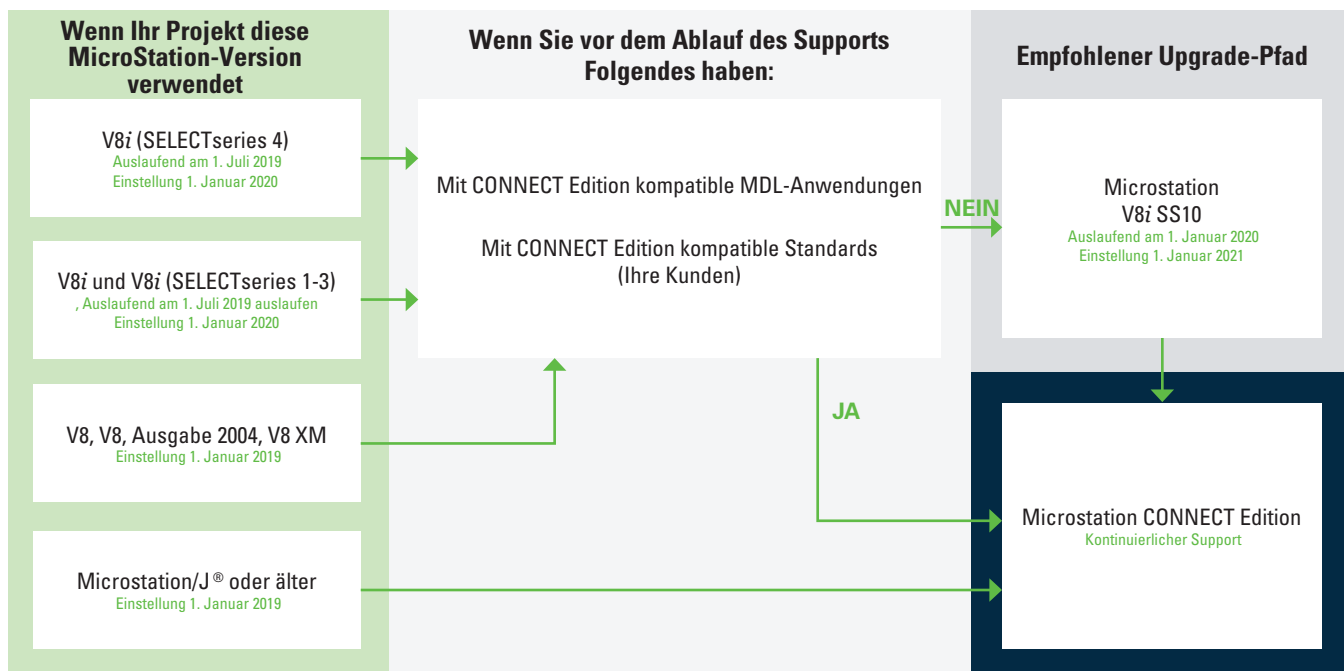 Wenn Ihr Projekt diese
MicroStation-Version
verwendet
V8i (SELECTseries 4)
Auslaufend am 1. Juli 2019
Einstellung 1. Januar 2020
V8i und V8i (SELECTseries 1-3)
, Auslaufend am 1. Juli 2019 auslaufen
Einstellung 1. Januar 2020
V8, V8, Ausgabe 2004, V8 XM
Einstellung 1. Januar 2019
Microstation/J ® oder älter
Einstellung 1. Januar 2019
Wenn Sie vor dem Ablauf des Supports
Folgendes haben:
Mit CONNECT Edition kompatible MDL-Anwendungen
Mit CONNECT Edition kompatible Standards
(Ihre Kunden)
NEIN
JA
Empfohlener Upgrade-Pfad
Microstation
V8i SS10
Auslaufend am 1. Januar 2020
Einstellung 1. Januar 2021
Microstation CONNECT Edition
Kontinuierlicher Support